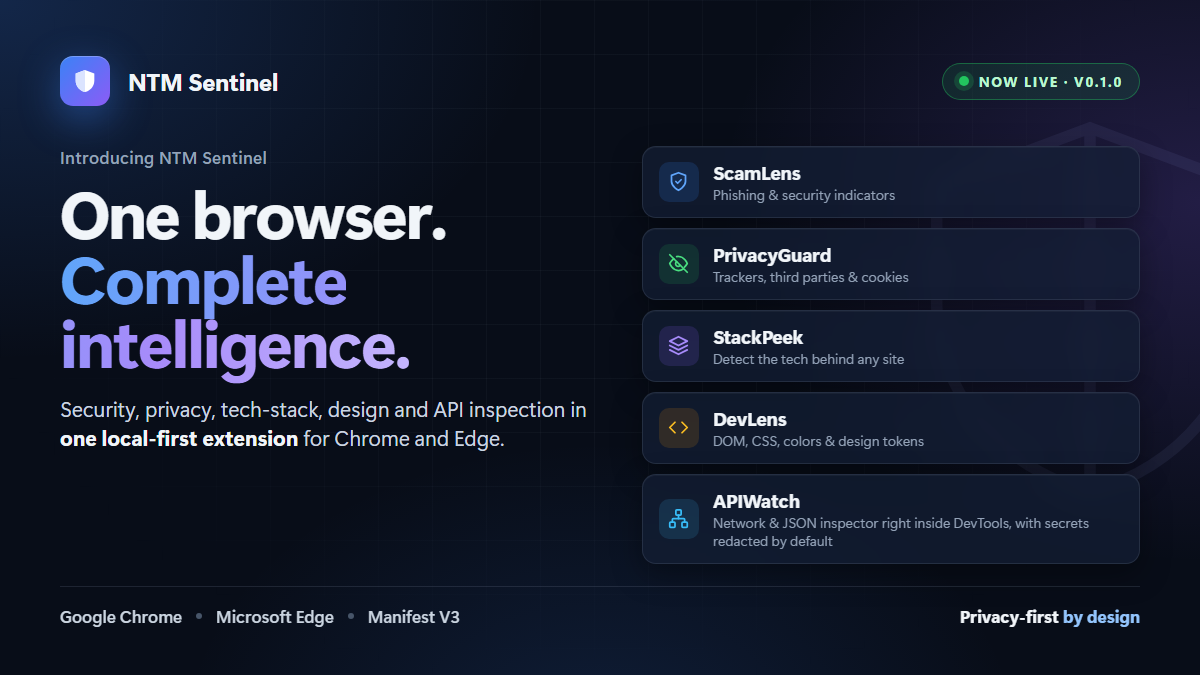 NTM Sentinel
NOW LIVE · V0.1.0
Introducing NTM Sentinel
One browser.
Complete
intelligence.
Security, privacy, tech-stack, design and API inspection in
one local-first extension for Chrome and Edge.
ScamLens
Phishing & security indicators
PrivacyGuard
Trackers, third parties & cookies
StackPeek
Detect the tech behind any site
DevLens
DOM, CSS, colors & design tokens
APIWatch
Network & JSON inspector right inside DevTools, with secrets
redacted by default
Google Chrome • Microsoft Edge • Manifest V3
Privacy-first by design